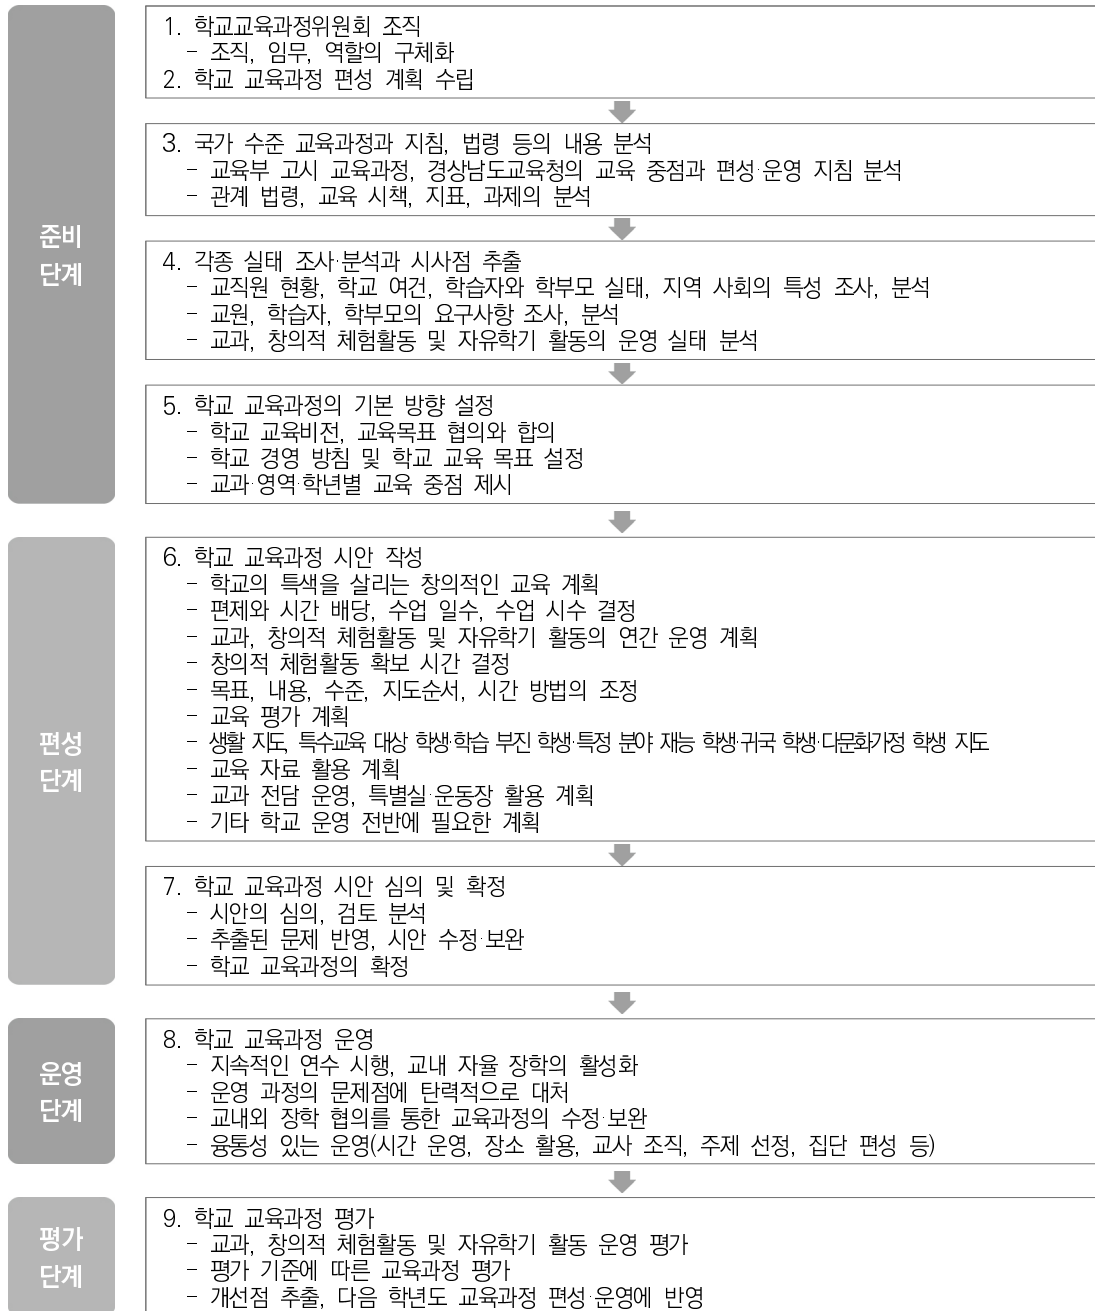 준비
단계
1. 학교교육과정위원회 조직
- 조직, 임무, 역할의 구체화
2. 학교 교육과정 편성 계획 수립
3. 국가 수준 교육과정과 지침, 법령 등의 내용 분석
- 교육부 고시 교육과정, 경상남도교육청의 교육 중점과 편성·운영 지침 분석
- 관계 법령, 교육 시책, 지표, 과제의 분석
4. 각종 실태 조사·분석과 시사점 추출
- 교직원 현황, 학교 여건, 학습자와 학부모 실태, 지역 사회의 특성 조사, 분석
- 교원, 학습자, 학부모의 요구사항 조사, 분석
- 교과, 창의적 체험활동 및 자유학기 활동의 운영 실태 분석
5. 학교 교육과정의 기본 방향 설정
- 학교 교육비전, 교육목표 협의와 합의
- 학교 경영 방침 및 학교 교육 목표 설정
- 교과·영역·학년별 교육 중점 제시
편성
단계
6. 학교 교육과정 시안 작성
- 학교의 특색을 살리는 창의적인 교육 계획
- 편제와 시간 배당, 수업 일수, 수업 시수 결정
- 교과, 창의적 체험활동 및 자유학기 활동의 연간 운영 계획
- 창의적 체험활동 확보 시간 결정
- 목표, 내용, 수준, 지도순서, 시간 방법의 조정
- 교육 평가 계획
- 생활 지도, 특수교육 대상 학생·학습 부진 학생·특정 분야 재능 학생·귀국 학생·다문화가정 학생 지도
- 교육 자료 활용 계획
- 교과 전담 운영, 특별실·운동장 활용 계획
- 기타 학교 운영 전반에 필요한 계획
7. 학교 교육과정 시안 심의 및 확정
- 시안의 심의, 검토 분석
- 추출된 문제 반영, 시안 수정·보완
- 학교 교육과정의 확정
운영
단계
8. 학교 교육과정 운영
- 지속적인 연수 시행, 교내 자율 장학의 활성화
- 운영 과정의 문제점에 탄력적으로 대처
- 교내외 장학 협의를 통한 교육과정의 수정·보완
- 융통성 있는 운영(시간 운영, 장소 활용, 교사 조직, 주제 선정, 집단 편성 등)
평가
단계
9. 학교 교육과정 평가
- 교과, 창의적 체험활동 및 자유학기 활동 운영 평가
- 평가 기준에 따른 교육과정 평가
- 개선점 추출, 다음 학년도 교육과정 편성·운영에 반영